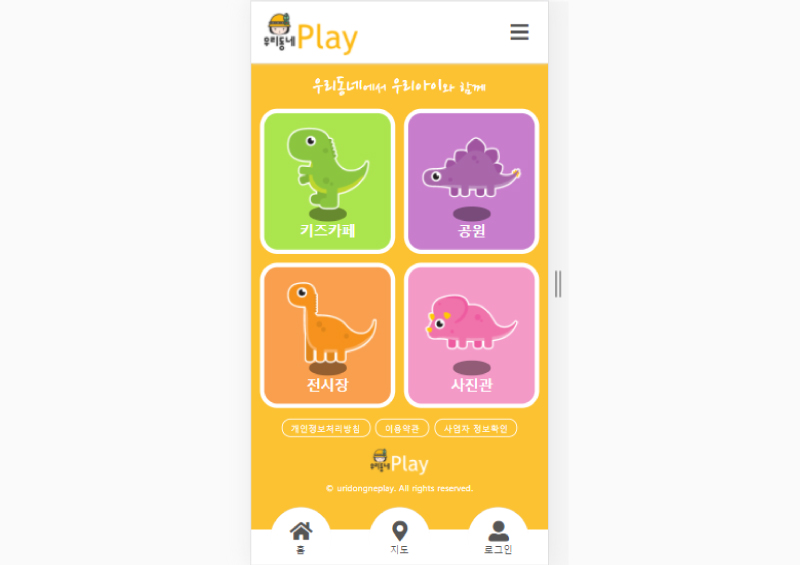 우리동네 Play
우리동네에서 우리아이와 함께
키즈카페
공원
전시장
사진관
개인정보처리방침
이용약관
사업자 정보확인
우리동네 Play
© uridongneplay. All rights reserved.
홈
지도
로그인